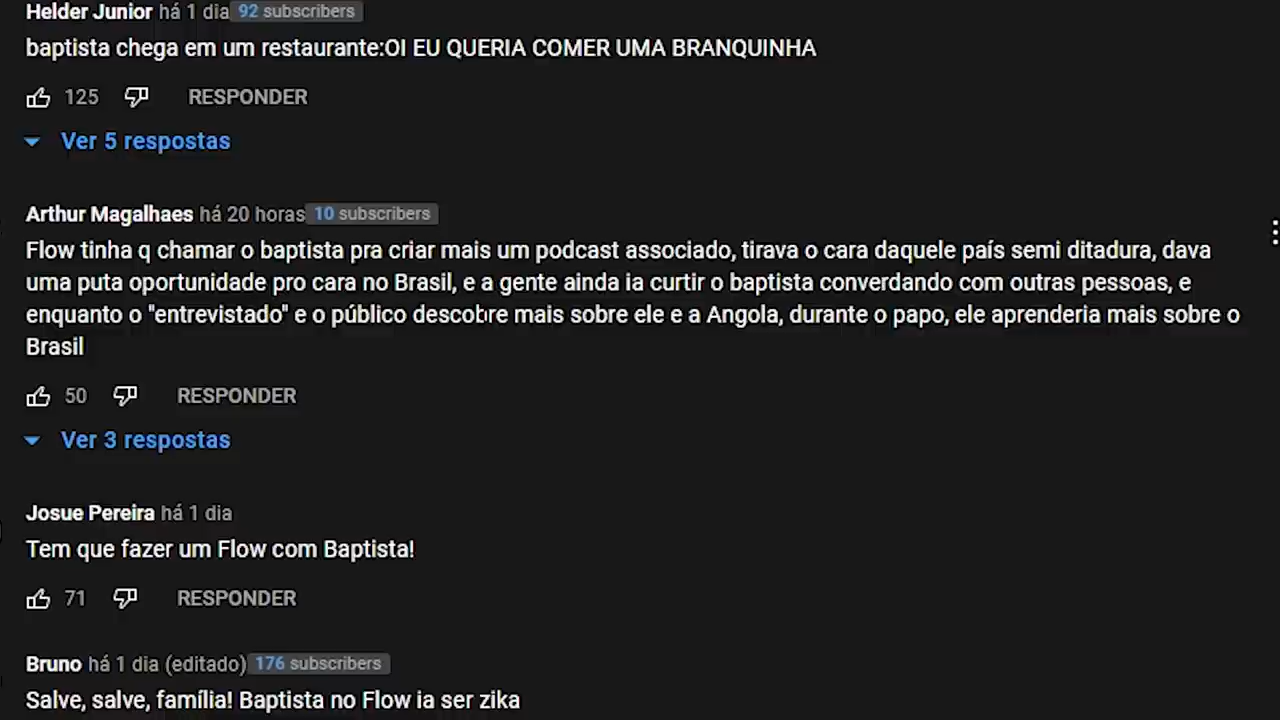 Helder Junior há 1 dia 92 subscribers
baptista chega em um restaurante:OI EU QUERIA COMER UMA BRANQUINHA
125 RESPONDER
Ver 5 respostas
Arthur Magalhaes há 20 horas 10 subscribers
Flow tinha q chamar o baptista pra criar mais um podcast associado, tirava o cara daquele país semi ditadura, dava
uma puta oportunidade pro cara no Brasil, e a gente ainda ia curtir o baptista converdando com outras pessoas, e
enquanto o "entrevistado" e o público descobre mais sobre ele e a Angola, durante o papo, ele aprenderia mais sobre o
Brasil
50 RESPONDER
Ver 3 respostas
Josue Pereira há 1 dia
Tem que fazer um Flow com Baptista!
71 RESPONDER
Bruno há 1 dia (editado) 176 subscribers
Salve, salve, família! Baptista no Flow ia ser zika